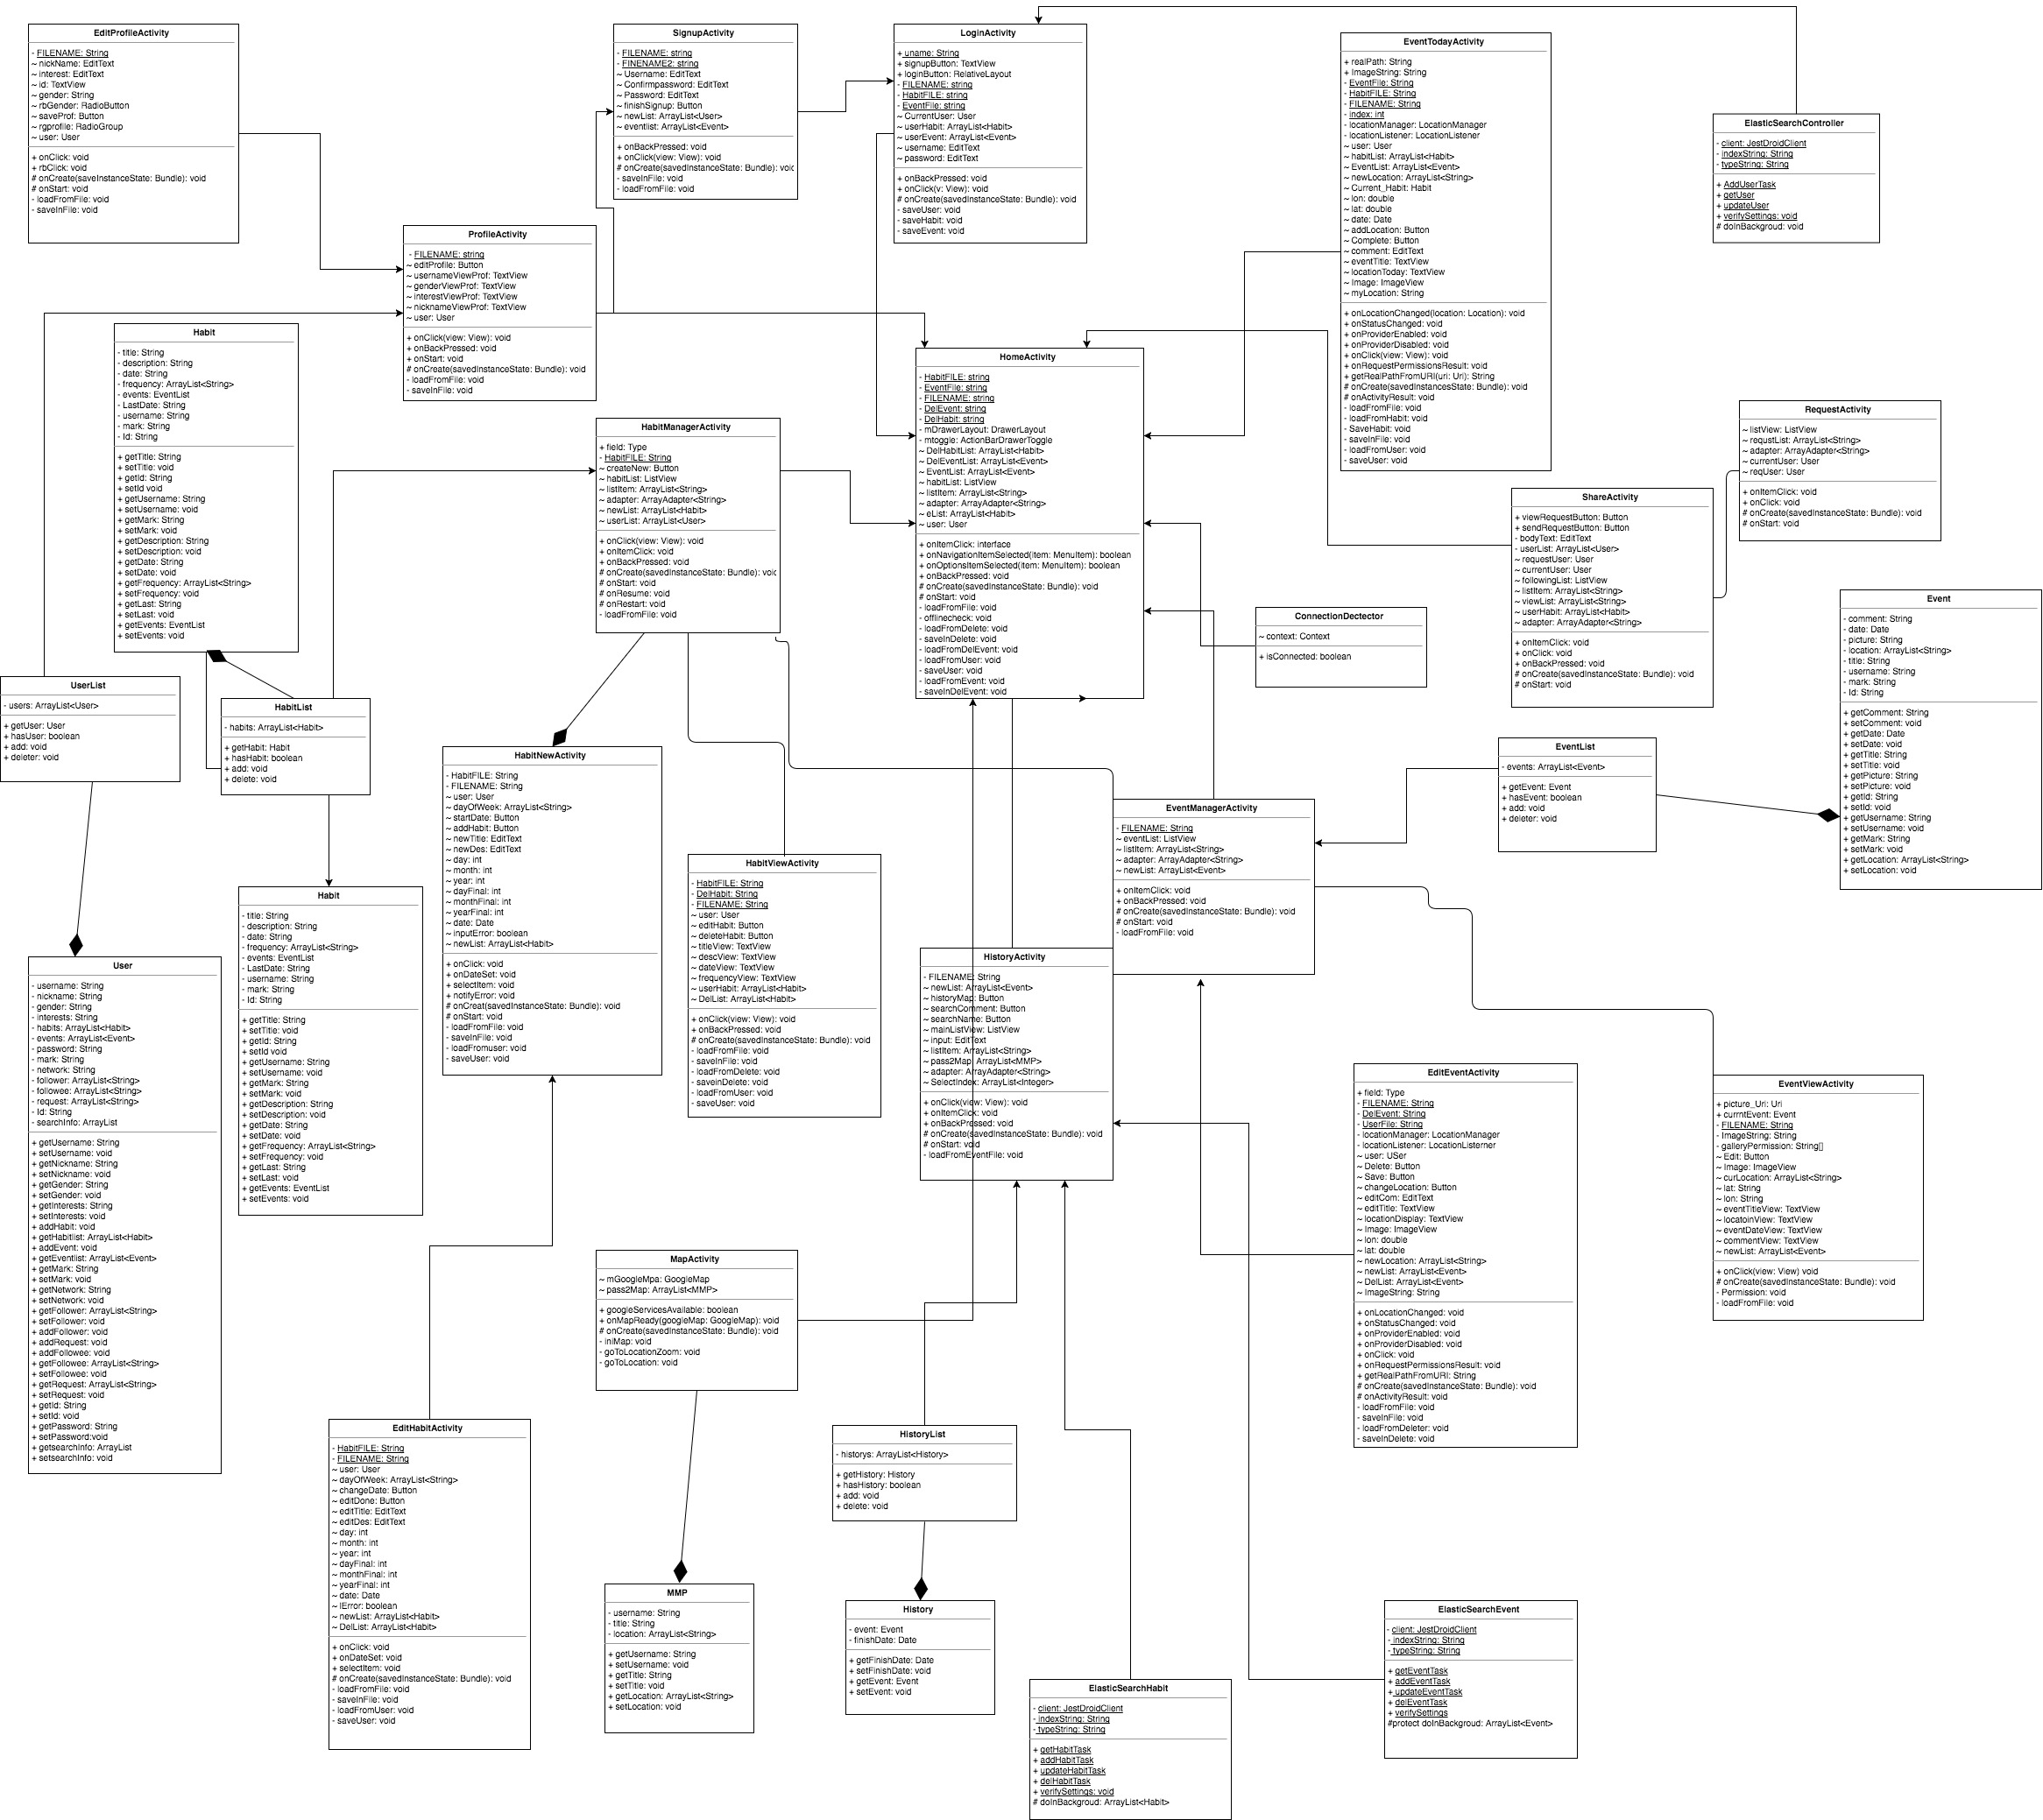 EditProfileActivity
- FILENAME: String
~ nickName: EditText
~ interest: EditText
~ id: TextView
~ gender: String
~ rbGender: RadioButton
~ saveProf: Button
~ rgprofile: RadioGroup
~ user: User
+ onClick: void
+ rbClick: void
# onCreate(saveInstanceState: Bundle): void
# onStart: void
- loadFromFile: void
- saveInFile: void
SignupActivity
- FILENAME: string
- FINENAME2: string
~ Username: EditText
~ Confirmpassword: EditText
~ Password: EditText
~ finishSignup: Button
~ newList: ArrayList<User>
~ eventlist: ArrayList<Event>
+ onBackPressed: void
+ onClick(view: View): void
# onCreate(savedInstanceState: Bundle): void
- saveInFile: void
- loadFromFile: void
LoginActivity
+ uname: String
+ signupButton: TextView
+ loginButton: RelativeLayout
- FILENAME: string
- HabitFILE: string
- EventFile: string
~ CurrentUser: User
~ userHabit: ArrayList<Habit>
~ userEvent: ArrayList<Event>
~ username: EditText
~ password: EditText
+ onBackPressed: void
+ onClick(v: View): void
# onCreate(savedInstanceState: Bundle): void
- saveUser: void
- saveHabit: void
- saveEvent: void
EventTodayActivity
+ realPath: String
+ ImageString: String
- EventFile: String
- HabitFILE: String
- FILENAME: String
- index: int
- locationManager: LocationManager
- locationListener: LocationListener
~ user: User
~ habitList: ArrayList<Habit>
~ EventList: ArrayList<Event>
~ newLocation: ArrayList<String>
~ Current_Habit: Habit
~ lon: double
~ lat: double
~ date: Date
~ addLocation: Button
~ Complete: Button
~ comment: EditText
~ eventTitle: TextView
~ locationToday: TextView
~ Image: ImageView
~ myLocation: String
+ onLocationChanged(location: Location): void
+ onStatusChanged: void
+ onProviderEnabled: void
+ onProviderDisabled: void
+ onClick(view: View): void
+ onRequestPermissionsResult: void
+ getRealPathFromURI(uri: Uri): String
# onCreate(savedInstancesState: Bundle): void
# onActivityResult: void
- loadFromFile: void
- loadFromHabit: void
- SaveHabit: void
- saveInFile: void
- loadFromUser: void
- saveUser: void
ElasticSearchController
- client: JestDroidClient
- indexString: String
- typeString: String
+ AddUserTask
+ getUser
+ updateUser
+ verifySettings: void
# doInBackgroud: void
ProfileActivity
- FILENAME: string
~ editProfile: Button
~ usernameViewProf: TextView
~ genderViewProf: TextView
~ interestViewProf: TextView
~ nicknameViewProf: TextView
~ user: User
+ onClick(view: View): void
+ onBackPressed: void
+ onStart: void
# onCreate(savedInstanceState: Bundle): void
- loadFromFile: void
- saveInFile: void
Habit
- title: String
- description: String
- date: String
- frequency: ArrayList<String>
- events: EventList
- LastDate: String
- username: String
- mark: String
- Id: String
+ getTitle: String
+ setTitle: void
+ getId: String
+ setId void
+ getUsername: String
+ setUsername: void
+ getMark: String
+ setMark: void
+ getDescription: String
+ setDescription: void
+ getDate: String
+ setDate: void
+ getFrequency: ArrayList<String>
+ setFrequency: void
+ getLast: String
+ setLast: void
+ getEvents: EventList
+ setEvents: void
HomeActivity
- HabitFILE: string
- EventFile: string
- FILENAME: string
- DelEvent: string
- DelHabit: string
- mDrawerLayout: DrawerLayout
- mtoggle: ActionBarDrawerToggle
~ DelHabitList: ArrayList<Habit>
~ DelEventList: ArrayList<Event>
~ EventList: ArrayList<Event>
~ habitList: ListView
~ listItem: ArrayList<String>
~ adapter: ArrayAdapter<String>
~ eList: ArrayList<Habit>
~ user: User
+ onItemClick: interface
+ onNavigationItemSelected(item: MenuItem): boolean
+ onOptionsItemSelected(item: MenuItem): boolean
+ onBackPressed: void
# onCreate(savedInstanceState: Bundle): void
# onStart: void
- loadFromFile: void
- offlinecheck: void
- loadFromDelete: void
- saveInDelete: void
- loadFromDelEvent: void
- loadFromUser: void
- saveUser: void
- loadFromEvent: void
- saveInDelEvent: void
HabitManagerActivity
+ field: Type
- HabitFILE: String
~ createNew: Button
~ habitList: ListView
~ listItem: ArrayList<String>
~ adapter: ArrayAdapter<String>
~ newList: ArrayList<Habit>
~ userList: ArrayList<User>
+ onClick(view: View): void
+ onItemClick: void
+ onBackPressed: void
# onCreate(savedInstanceState: Bundle): void
# onStart: void
# onResume: void
# onRestart: void
- loadFromFile: void
RequestActivity
~ listView: ListView
~ requstList: ArrayList<String>
~ adapter: ArrayAdapter<String>
~ currentUser: User
~ reqUser: User
+ onItemClick: void
+ onClick: void
# onCreate(savedInstanceState: Bundle): void
# onStart: void
ShareActivity
+ viewRequestButton: Button
+ sendRequestButton: Button
- bodyText: EditText
- userList: ArrayList<User>
~ requestUser: User
~ currentUser: User
~ followingList: ListView
~ listItem: ArrayList<String>
~ viewList: ArrayList<String>
~ userHabit: ArrayList<Habit>
~ adapter: ArrayAdapter<String>
+ onItemClick: void
+ onClick: void
+ onBackPressed: void
# onCreate(savedInstanceState: Bundle): void
# onStart: void
Event
- comment: String
- date: Date
- picture: String
- location: ArrayList<String>
- title: String
- username: String
- mark: String
- Id: String
+ getComment: String
+ setComment: void
+ getDate: Date
+ setDate: void
+ getTitle: String
+ setTitle: void
+ getPicture: String
+ setPicture: void
+ getId: String
+ setId: void
+ getUsername: String
+ setUsername: void
+ getMark: String
+ setMark: void
+ getLocation: ArrayList<String>
+ setLocation: void
ConnectionDectector
~ context: Context
+ isConnected: boolean
UserList
- users: ArrayList<User>
+ getUser: User
+ hasUser: boolean
+ add: void
+ deleter: void
HabitList
- habits: ArrayList<Habit>
+ getHabit: Habit
+ hasHabit: boolean
+ add: void
+ delete: void
HabitNewActivity
- HabitFILE: String
- FILENAME: String
~ user: User
~ dayOfWeek: ArrayList<String>
~ startDate: Button
~ addHabit: Button
~ newTitle: EditText
~ newDes: EditText
~ day: int
~ month: int
~ year: int
~ dayFinal: int
~ monthFinal: int
~ yearFinal: int
~ date: Date
~ inputError: boolean
~ newList: ArrayList<Habit>
+ onClick: void
+ onDateSet: void
+ selectItem: void
+ notifyError: void
# onCreat(savedInstanceState: Bundle): void
# onStart: void
- loadFromFile: void
- saveInFile: void
- loadFromuser: void
- saveUser: void
EventList
- events: ArrayList<Event>
+ getEvent: Event
+ hasEvent: boolean
+ add: void
+ deleter: void
EventManagerActivity
- FILENAME: String
~ eventList: ListView
~ listItem: ArrayList<String>
~ adapter: ArrayAdapter<String>
~ newList: ArrayList<Event>
+ onItemClick: void
+ onBackPressed: void
# onCreate(savedInstanceState: Bundle): void
# onStart: void
- loadFromFile: void
HabitViewActivity
- HabitFILE: String
- DelHabit: String
- FILENAME: String
~ user: User
~ editHabit: Button
~ deleteHabit: Button
~ titleView: TextView
~ descView: TextView
~ dateView: TextView
~ frequencyView: TextView
~ userHabit: ArrayList<Habit>
~ DelList: ArrayList<Habit>
+ onClick(view: View): void
+ onBackPressed: void
# onCreate(savedInstanceState: Bundle): void
- loadFromFile: void
- saveInFile: void
- loadFromDelete: void
- saveinDelete: void
- loadFromUser: void
- saveUser: void
Habit
- title: String
- description: String
- date: String
- frequency: ArrayList<String>
- events: EventList
- LastDate: String
- username: String
- mark: String
- Id: String
+ getTitle: String
+ setTitle: void
+ getId: String
+ setId void
+ getUsername: String
+ setUsername: void
+ getMark: String
+ setMark: void
+ getDescription: String
+ setDescription: void
+ getDate: String
+ setDate: void
+ getFrequency: ArrayList<String>
+ setFrequency: void
+ getLast: String
+ setLast: void
+ getEvents: EventList
+ setEvents: void
User
- username: String
- nickname: String
- gender: String
- interests: String
- habits: ArrayList<Habit>
- events: ArrayList<Event>
- password: String
- mark: String
- network: String
- follower: ArrayList<String>
- followee: ArrayList<String>
- request: ArrayList<String>
- Id: String
- searchInfo: ArrayList
+ getUsername: String
+ setUsername: void
+ getNickname: String
+ setNickname: void
+ getGender: String
+ setGender: void
+ getInterests: String
+ setInterests: void
+ addHabit: void
+ getHabitlist: ArrayList<Habit>
+ addEvent: void
+ getEventlist: ArrayList<Event>
+ getMark: String
+ setMark: void
+ getNetwork: String
+ setNetwork: void
+ getFollower: ArrayList<String>
+ setFollower: void
+ addFollower: void
+ addRequest: void
+ addFollowee: void
+ getFollowee: ArrayList<String>
+ setFollowee: void
+ getRequest: ArrayList<String>
+ setRequest: void
+ getId: String
+ setId: void
+ getPassword: String
+ setPassword:void
+ getsearchInfo: ArrayList
+ setsearchInfo: void
HistoryActivity
- FILENAME: String
~ newList: ArrayList<Event>
~ historyMap: Button
~ searchComment: Button
~ searchName: Button
~ mainListView: ListView
~ input: EditText
~ listItem: ArrayList<String>
~ pass2Map: ArrayList<MMP>
~ adapter: ArrayAdapter<String>
~ SelectIndex: ArrayList<Integer>
+ onClick(view: View): void
+ onItemClick: void
+ onBackPressed: void
# onCreate(savedInstanceState: Bundle): void
# onStart: void
- loadFromEventFile: void
EditEventActivity
+ field: Type
- FILENAME: String
- DelEvent: String
- UserFile: String
- locationManager: LocationManager
- locationListener: LocationListerner
~ user: USer
~ Delete: Button
~ Save: Button
~ changeLocation: Button
~ editCom: EditText
~ editTitle: TextView
~ locationDisplay: TextView
~ Image: ImageView
~ lon: double
~ lat: double
~ newLocation: ArrayList<String>
~ newList: ArrayList<Event>
~ DelList: ArrayList<Event>
~ ImageString: String
+ onLocationChanged: void
+ onStatusChanged: void
+ onProviderEnabled: void
+ onProviderDisabled: void
+ onClick: void
+ onRequestPermissionsResult: void
+ getRealPathFromURI: String
# onCreate(savedInstanceState: Bundle): void
# onActivityResult: void
- loadFromFile: void
- saveInFile: void
- loadFromDeleter: void
- saveInDelete: void
EventViewActivity
+ picture_Uri: Uri
+ currntEvent: Event
- FILENAME: String
- ImageString: String
- galleryPermission: String[]
~ Edit: Button
~ Image: ImageView
~ curLocation: ArrayList<String>
~ lat: String
~ lon: String
~ eventTitleView: TextView
~ locatoinView: TextView
~ eventDateView: TextView
~ commentView: TextView
~ newList: ArrayList<Event>
+ onClick(view: View) void
# onCreate(savedInstanceState: Bundle): void
- Permission: void
- loadFromFile: void
MapActivity
~ mGoogleMpa: GoogleMap
~ pass2Map: ArrayList<MMP>
+ googleServicesAvailable: boolean
+ onMapReady(googleMap: GoogleMap): void
# onCreate(savedInstanceState: Bundle): void
- iniMap: void
- goToLocationZoom: void
- goToLocation: void
EditHabitActivity
- HabitFILE: String
- FILENAME: String
~ user: User
~ dayOfWeek: ArrayList<String>
~ changeDate: Button
~ editDone: Button
~ editTitle: EditText
~ editDes: EditText
~ day: int
~ month: int
~ year: int
~ dayFinal: int
~ monthFinal: int
~ yearFinal: int
~ date: Date
~ IError: boolean
~ newList: ArrayList<Habit>
~ DelList: ArrayList<Habit>
+ onClick: void
+ onDateSet: void
+ selectItem: void
# onCreate(savedInstanceState: Bundle): void
- loadFromFile: void
- saveInFile: void
- loadFromUser: void
- saveUser: void
HistoryList
- historys: ArrayList<History>
+ getHistory: History
+ hasHistory: boolean
+ add: void
+ delete: void
MMP
- username: String
- title: String
- location: ArrayList<String>
+ getUsername: String
+ setUsername: void
+ getTitle: String
+ setTitle: void
+ getLocation: ArrayList<String>
+ setLocation: void
History
- event: Event
- finishDate: Date
+ getFinishDate: Date
+ setFinishDate: void
+ getEvent: Event
+ setEvent: void
ElasticSearchEvent
- client: JestDroidClient
- indexString: String
- typeString: String
+ getEventTask
+ addEventTask
+ updateEventTask
+ delEventTask
+ verifySettings
#protect doInBackgroud: ArrayList<Event>
ElasticSearchHabit
- client: JestDroidClient
- indexString: String
- typeString: String
+ getHabitTask
+ addHabitTask
+ updateHabitTask
+ delHabitTask
+ verifySettings: void
# doInBackgroud: ArrayList<Habit>